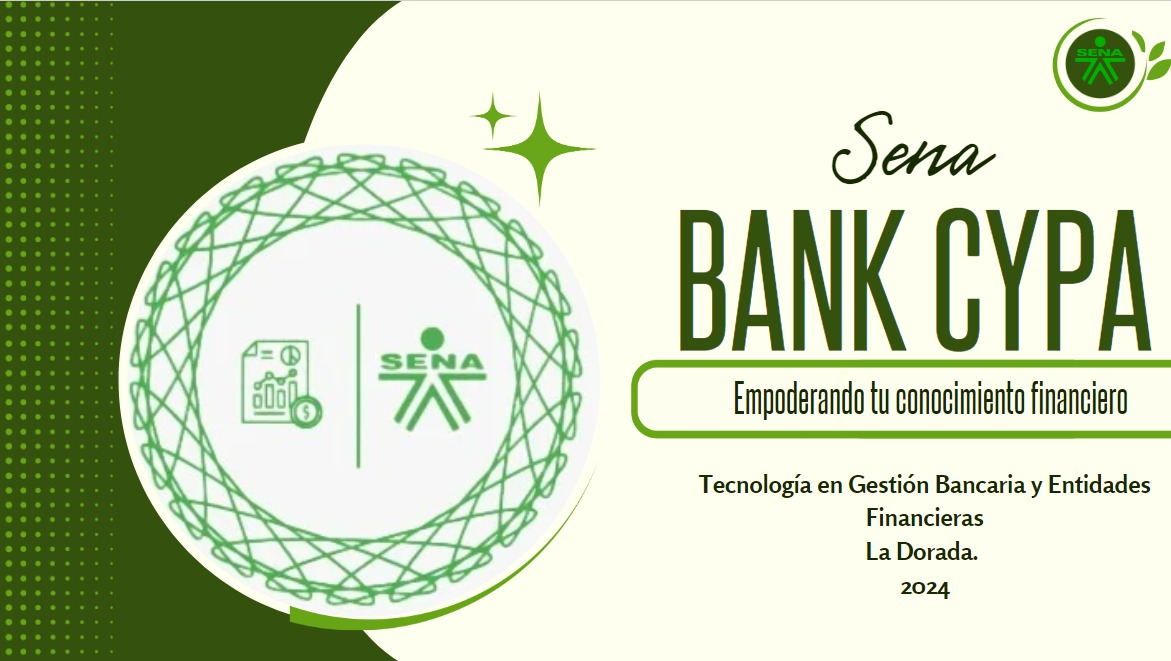 SENA
Sena
BANK CYPA
Empoderando tu conocimiento financiero
SENA
$
Tecnología en Gestión Bancaria y Entidades
Financieras
La Dorada.
2024